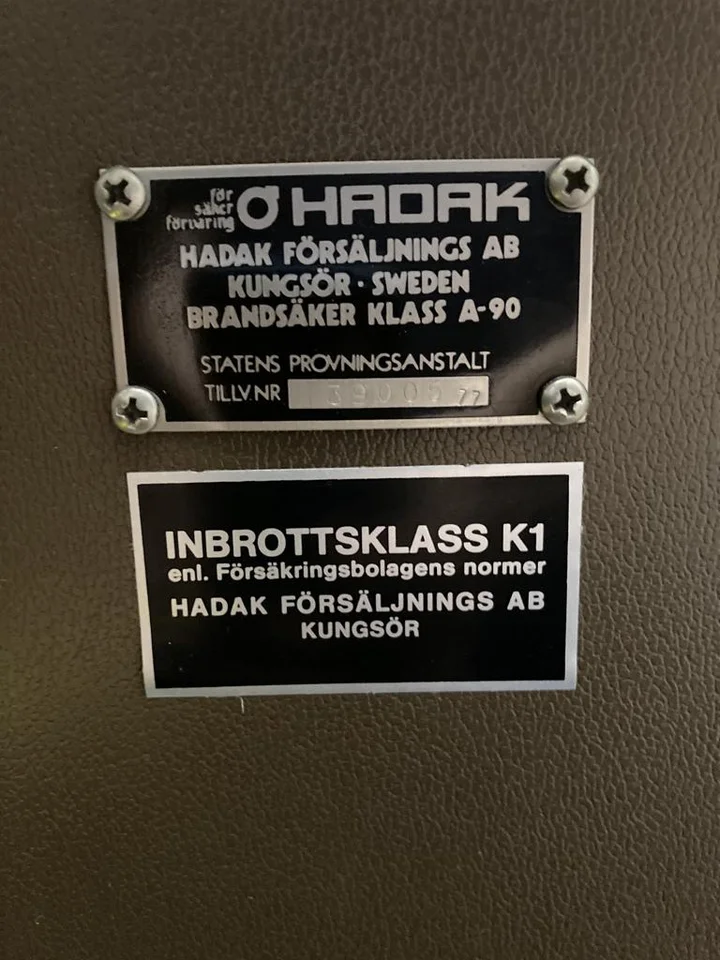 för
säker
förvaring
HADAK
HADAK FÖRSÄLJNINGS AB
KUNGSÖR · SWEDEN
BRANDSÄKER KLASS A-90
STATENS PROVNINGSANSTALT
TILLV.NR 77
INBROTTSKLASS K1
enl. Försäkringsbolagens normer
HADAK FÖRSÄLJNINGS AB
KUNGSÖR